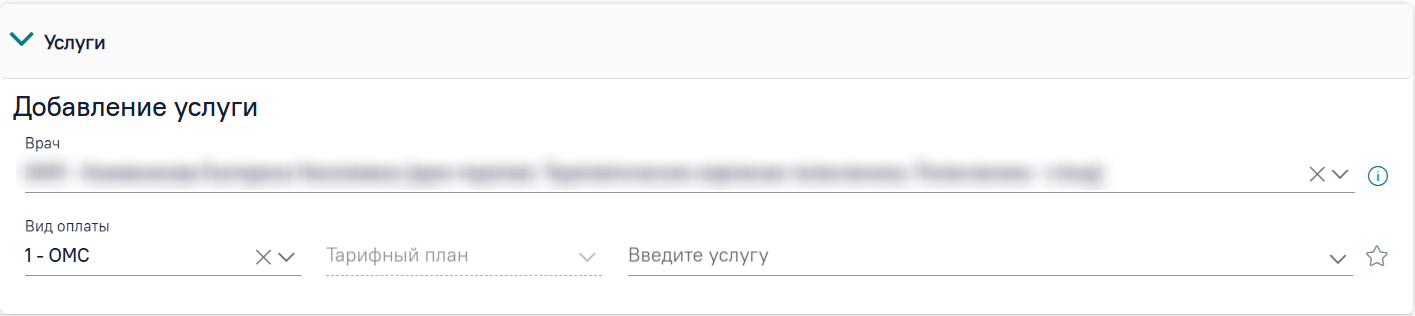 Услуги
Добавление услуги
Врач
Вид оплаты
1 - ОМС
Тарифный план
Введите услугу